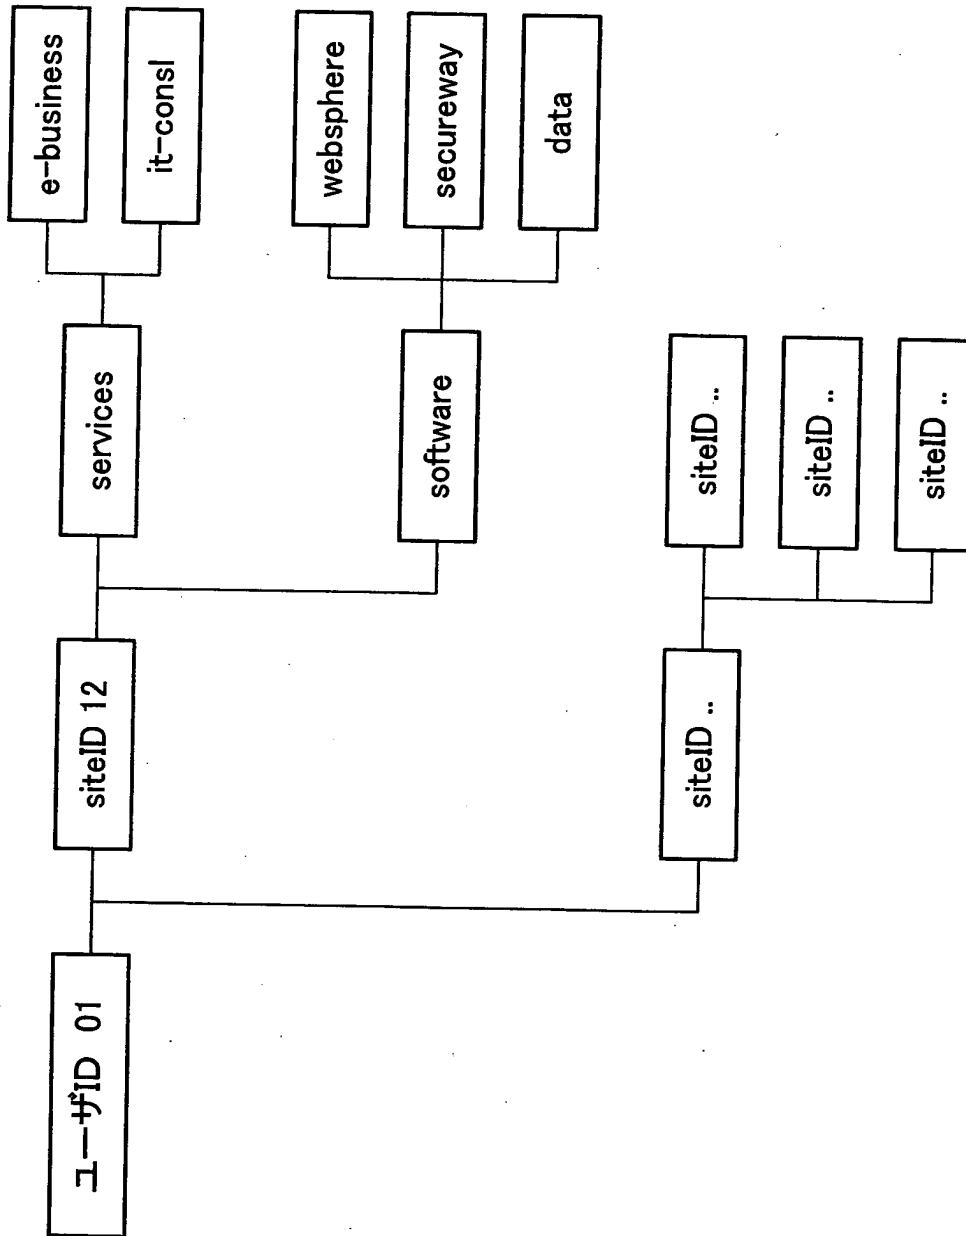 ユーザID 01
siteID 12
services
e-business
it-consl
software
websphere
secureway
data
siteID ..
siteID ..
siteID ..
siteID ..